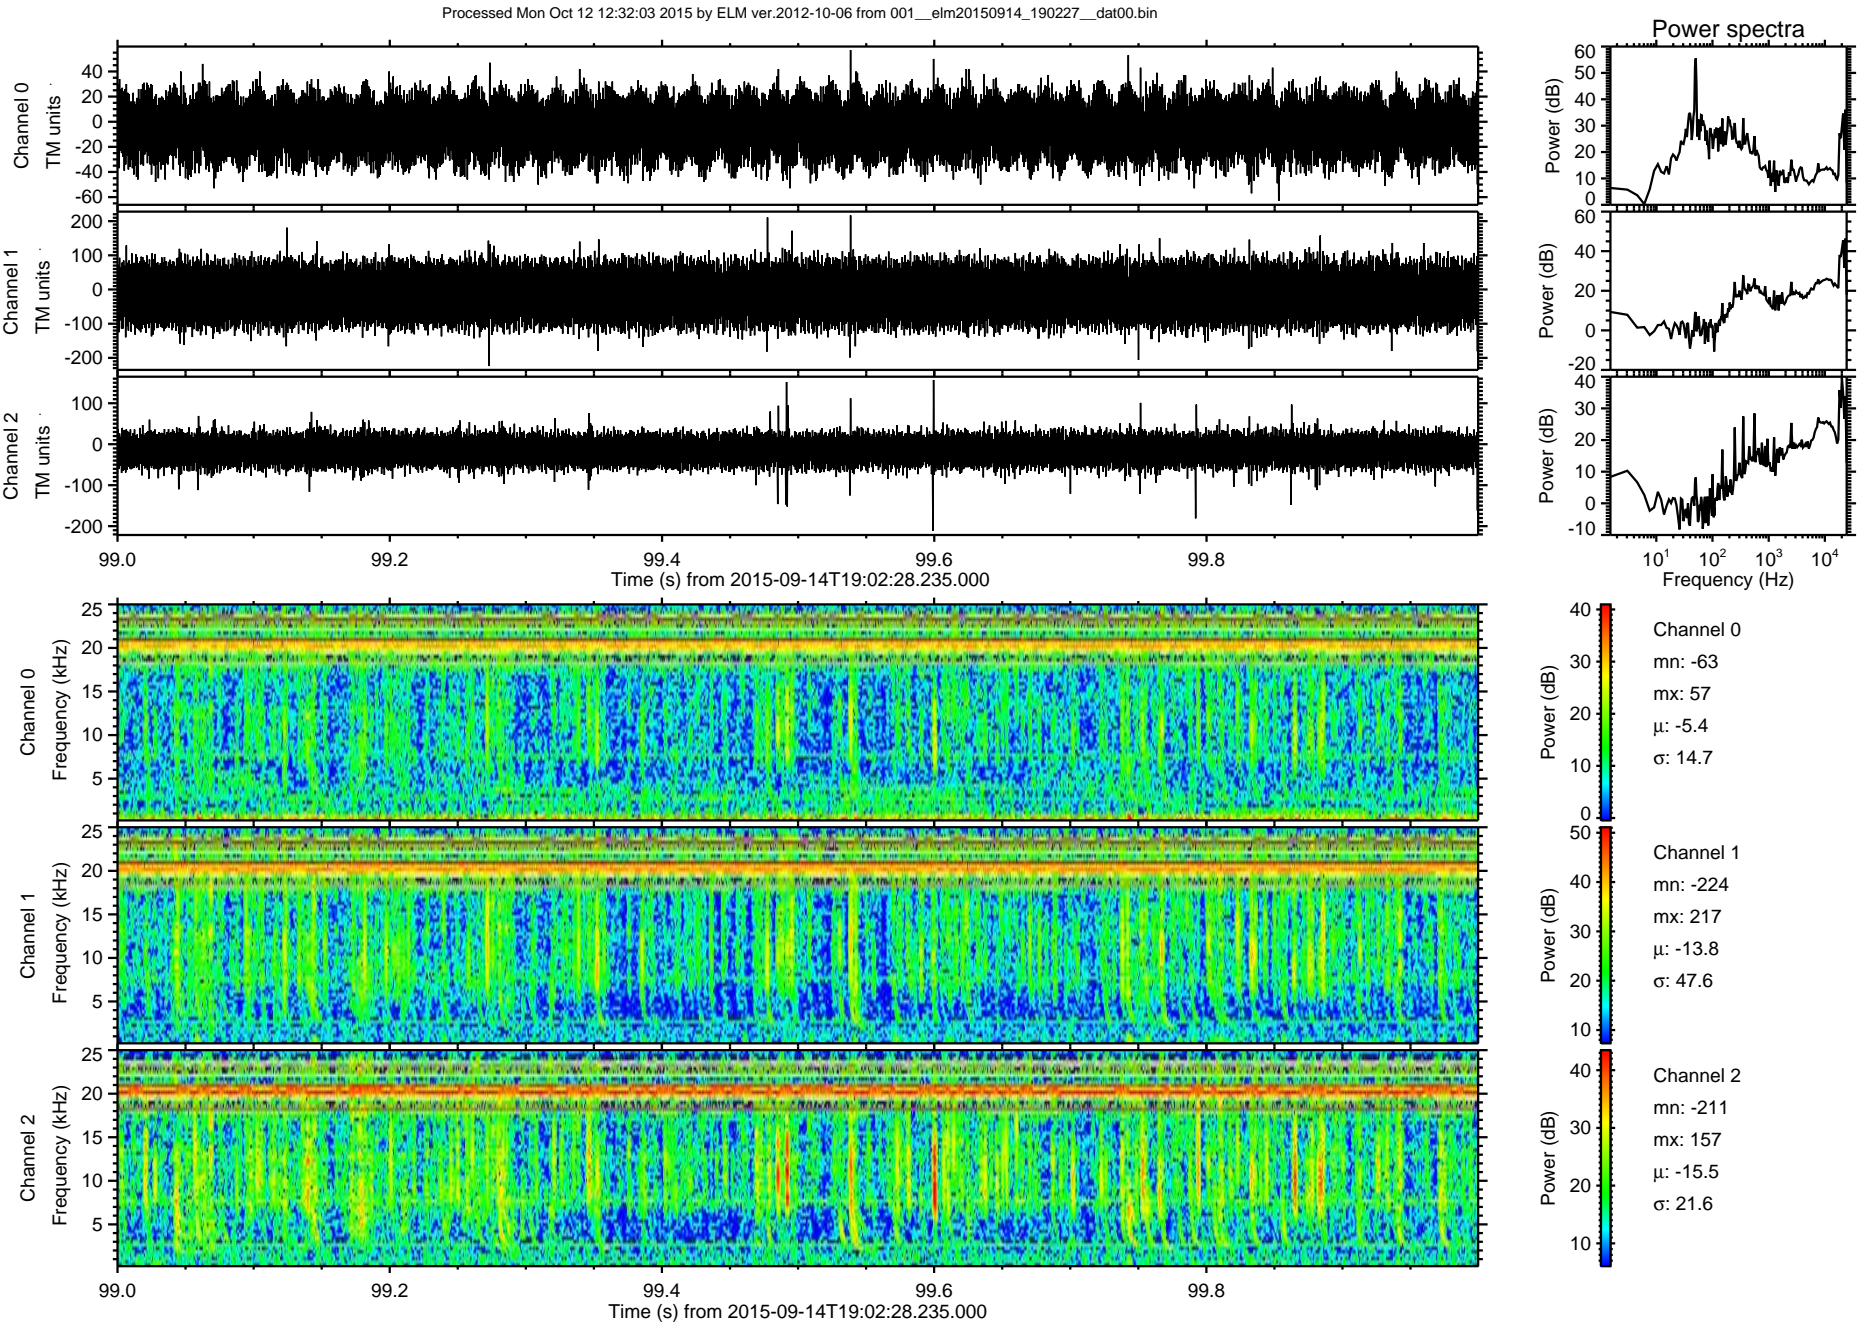 Processed Mon Oct 12 12:32:03 2015 by ELM ver.2012-10-06 from 001__elm20150914_190227__dat00.bin
Power spectra
Channel 0
TM units
40
20
0
-20
-40
-60
Power (dB)
60
50
40
30
20
10
0
Channel 1
TM units
200
100
0
-100
-200
Power (dB)
60
40
20
0
-20
Channel 2
TM units
100
0
-100
-200
Power (dB)
40
30
20
10
0
-10
99.0 99.2 99.4 99.6 99.8
Time (s) from 2015-09-14T19:02:28.235.000
10^1 10^2 10^3 10^4
Frequency (Hz)
Channel 0
Frequency (kHz)
25
20
15
10
5
Power (dB)
40
30
20
10
0
Channel 0
mn: -63
mx: 57
μ: -5.4
σ: 14.7
Channel 1
Frequency (kHz)
25
20
15
10
5
Power (dB)
50
40
30
20
10
Channel 1
mn: -224
mx: 217
μ: -13.8
σ: 47.6
Channel 2
Frequency (kHz)
25
20
15
10
5
Power (dB)
40
30
20
10
Channel 2
mn: -211
mx: 157
μ: -15.5
σ: 21.6
99.0 99.2 99.4 99.6 99.8
Time (s) from 2015-09-14T19:02:28.235.000